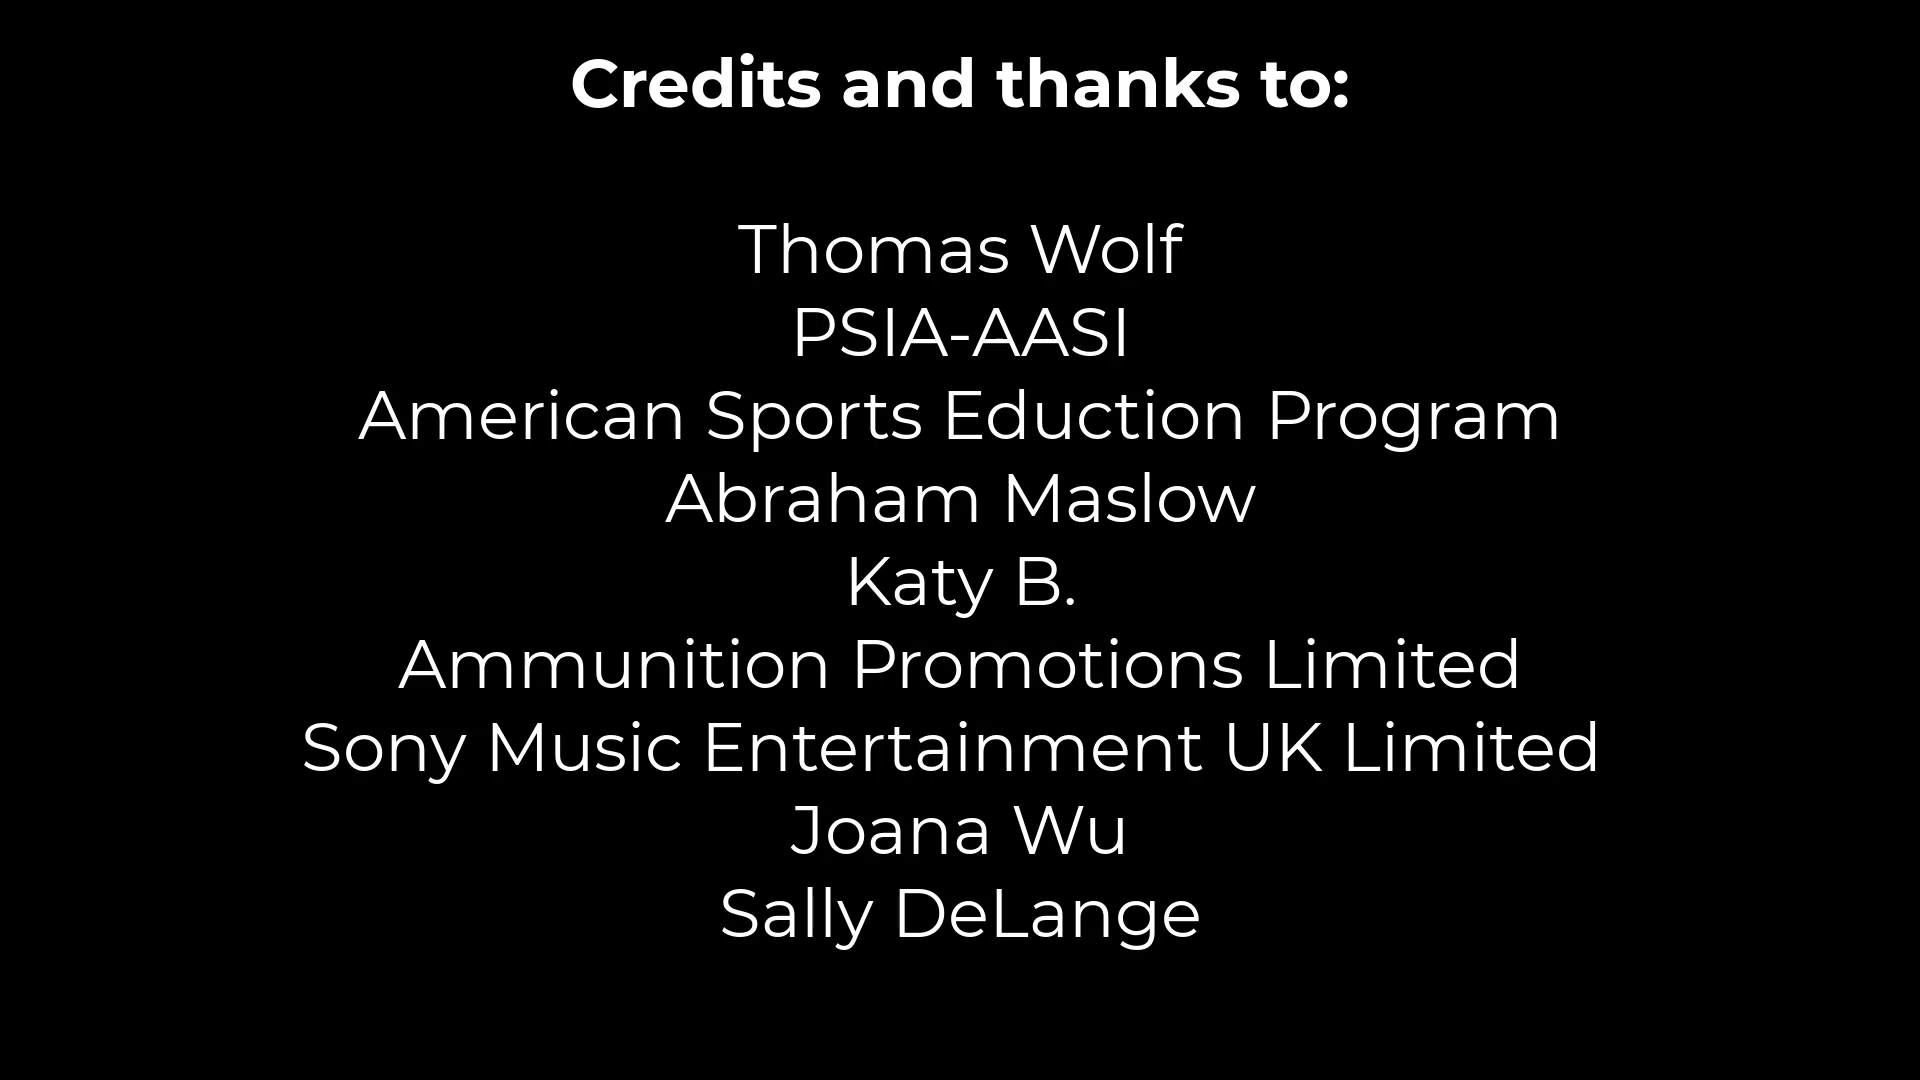 Credits and thanks to:
Thomas Wolf
PSIA-AASI
American Sports Eduction Program
Abraham Maslow
Katy B.
Ammunition Promotions Limited
Sony Music Entertainment UK Limited
Joana Wu
Sally DeLange